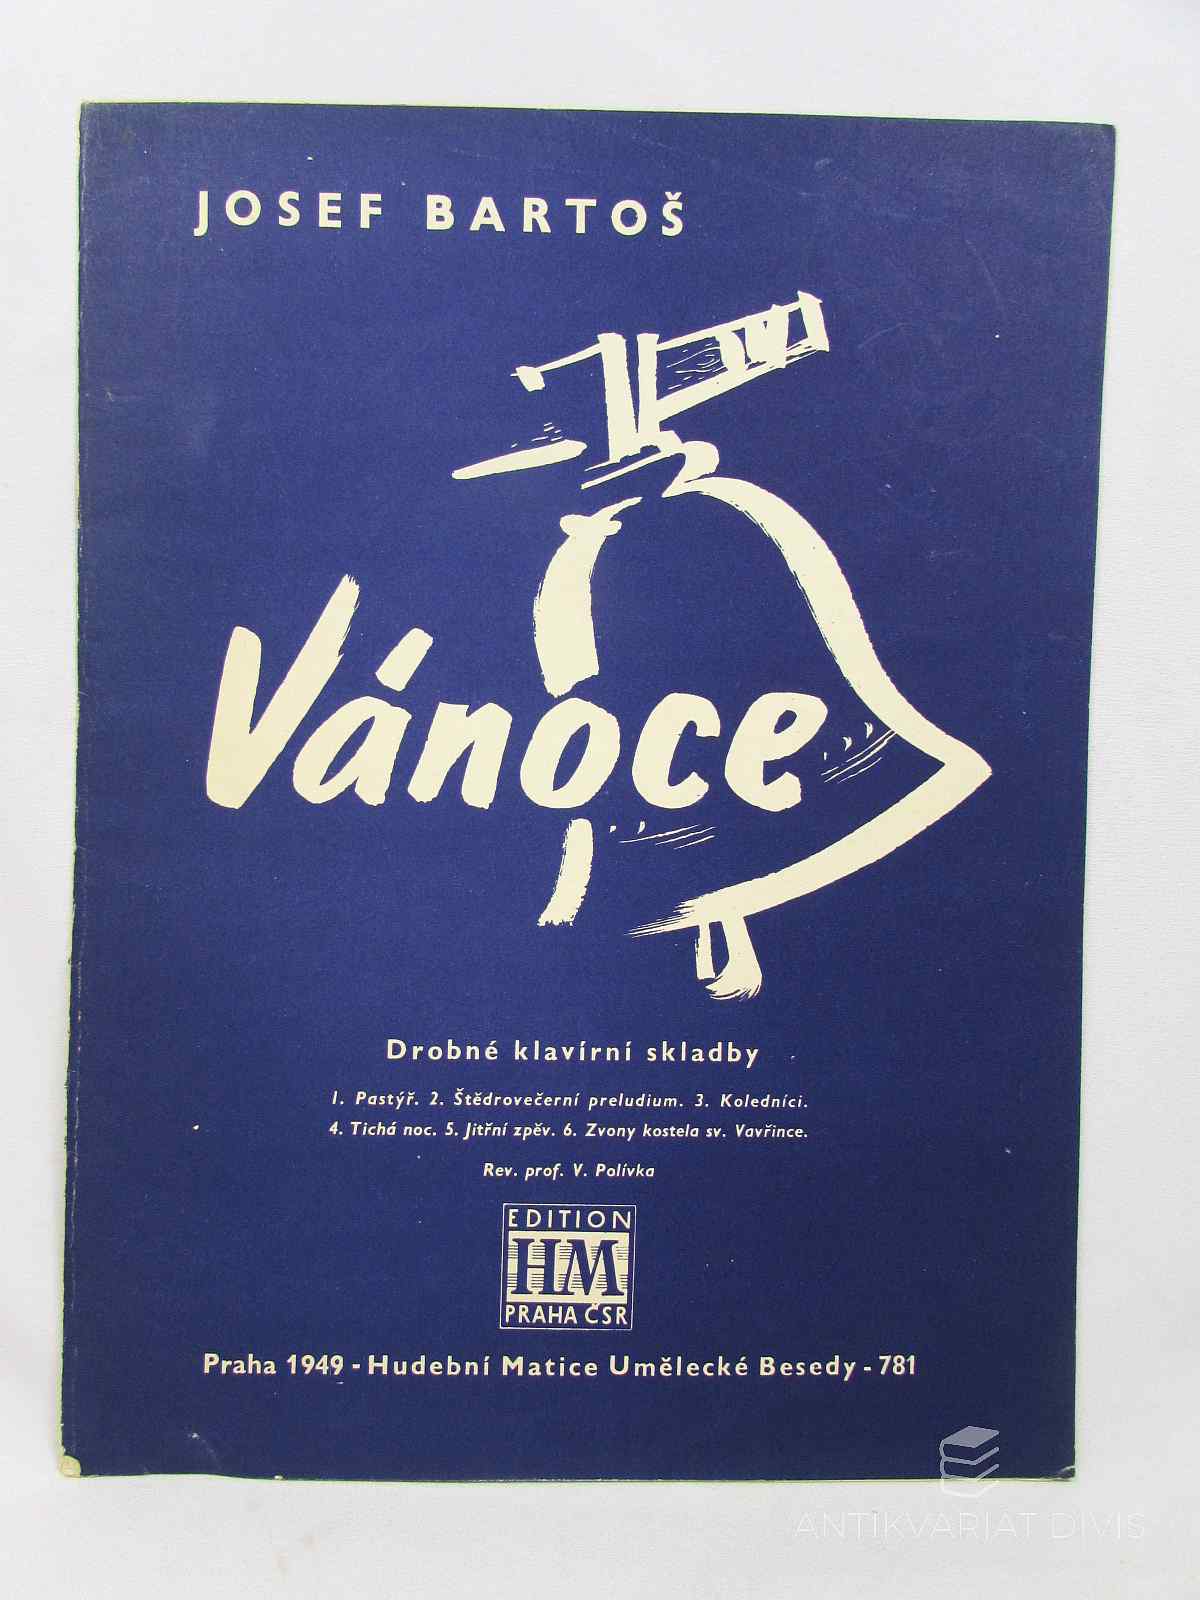 JOSEF BARTOŠ
Vánoce
Drobné klavírní skladby
1. Pastýř. 2. Štědrovečerní preludium. 3. Koledníci.
4. Tichá noc. 5. Jitřní zpěv. 6. Zvony kostela sv. Vavřince.
Rev. prof. V. Polívka
EDITION
HM
PRAHA ČSR
Praha 1949 - Hudební Matice Umělecké Besedy - 781
ANTIKVARIAT DIVIS